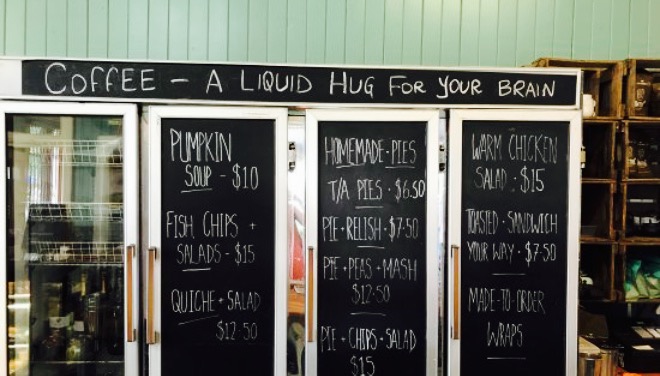 COFFEE - A LIQUID HUG FOR YOUR BRAIN
PUMPKIN
SOUP - $10
FISH, CHIPS +
SALADS - $15
QUICHE + SALAD
$12.50
HOMEMADE - PIES
T/A PIES - $6.50
PIE + RELISH - $7.50
PIE + PEAS + MASH
$12.50
PIE + CHIPS + SALAD
$15
WARM CHICKEN
SALAD - $15
TOASTED - SANDWICH
YOUR WAY - $7.50
MADE-TO-ORDER
WRAPS